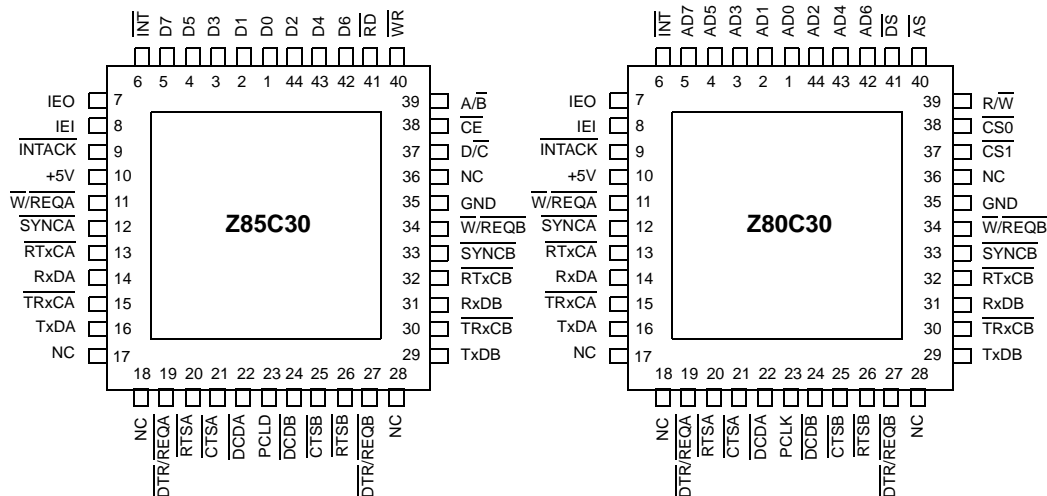 INT D7 D5 D3 D1 D0 D2 D4 D6 RD WR
6 5 4 3 2 1 44 43 42 41 40
IEO 7
IEI 8
INTACK 9
+5V 10
W/REQA 11
SYNCA 12
RTxCA 13
RxDA 14
TRxCA 15
TxDA 16
NC 17
Z85C30
39 A/B
38 CE
37 D/C
36 NC
35 GND
34 W/REQB
33 SYNCB
32 RTxCB
31 RxDB
30 TRxCB
29 TxDB
18 19 20 21 22 23 24 25 26 27 28
NC DTR/REQA RTSA CTSA DCDA PCLD DCDB CTSB RTSB DTR/REQB NC
INT AD7 AD5 AD3 AD1 AD0 AD2 AD4 AD6 DS AS
6 5 4 3 2 1 44 43 42 41 40
IEO 7
IEI 8
INTACK 9
+5V 10
W/REQA 11
SYNCA 12
RTxCA 13
RxDA 14
TRxCA 15
TxDA 16
NC 17
Z80C30
39 R/W
38 CS0
37 CS1
36 NC
35 GND
34 W/REQB
33 SYNCB
32 RTxCB
31 RxDB
30 TRxCB
29 TxDB
18 19 20 21 22 23 24 25 26 27 28
NC DTR/REQA RTSA CTSA DCDA PCLK DCDB CTSB RTSB DTR/REQB NC